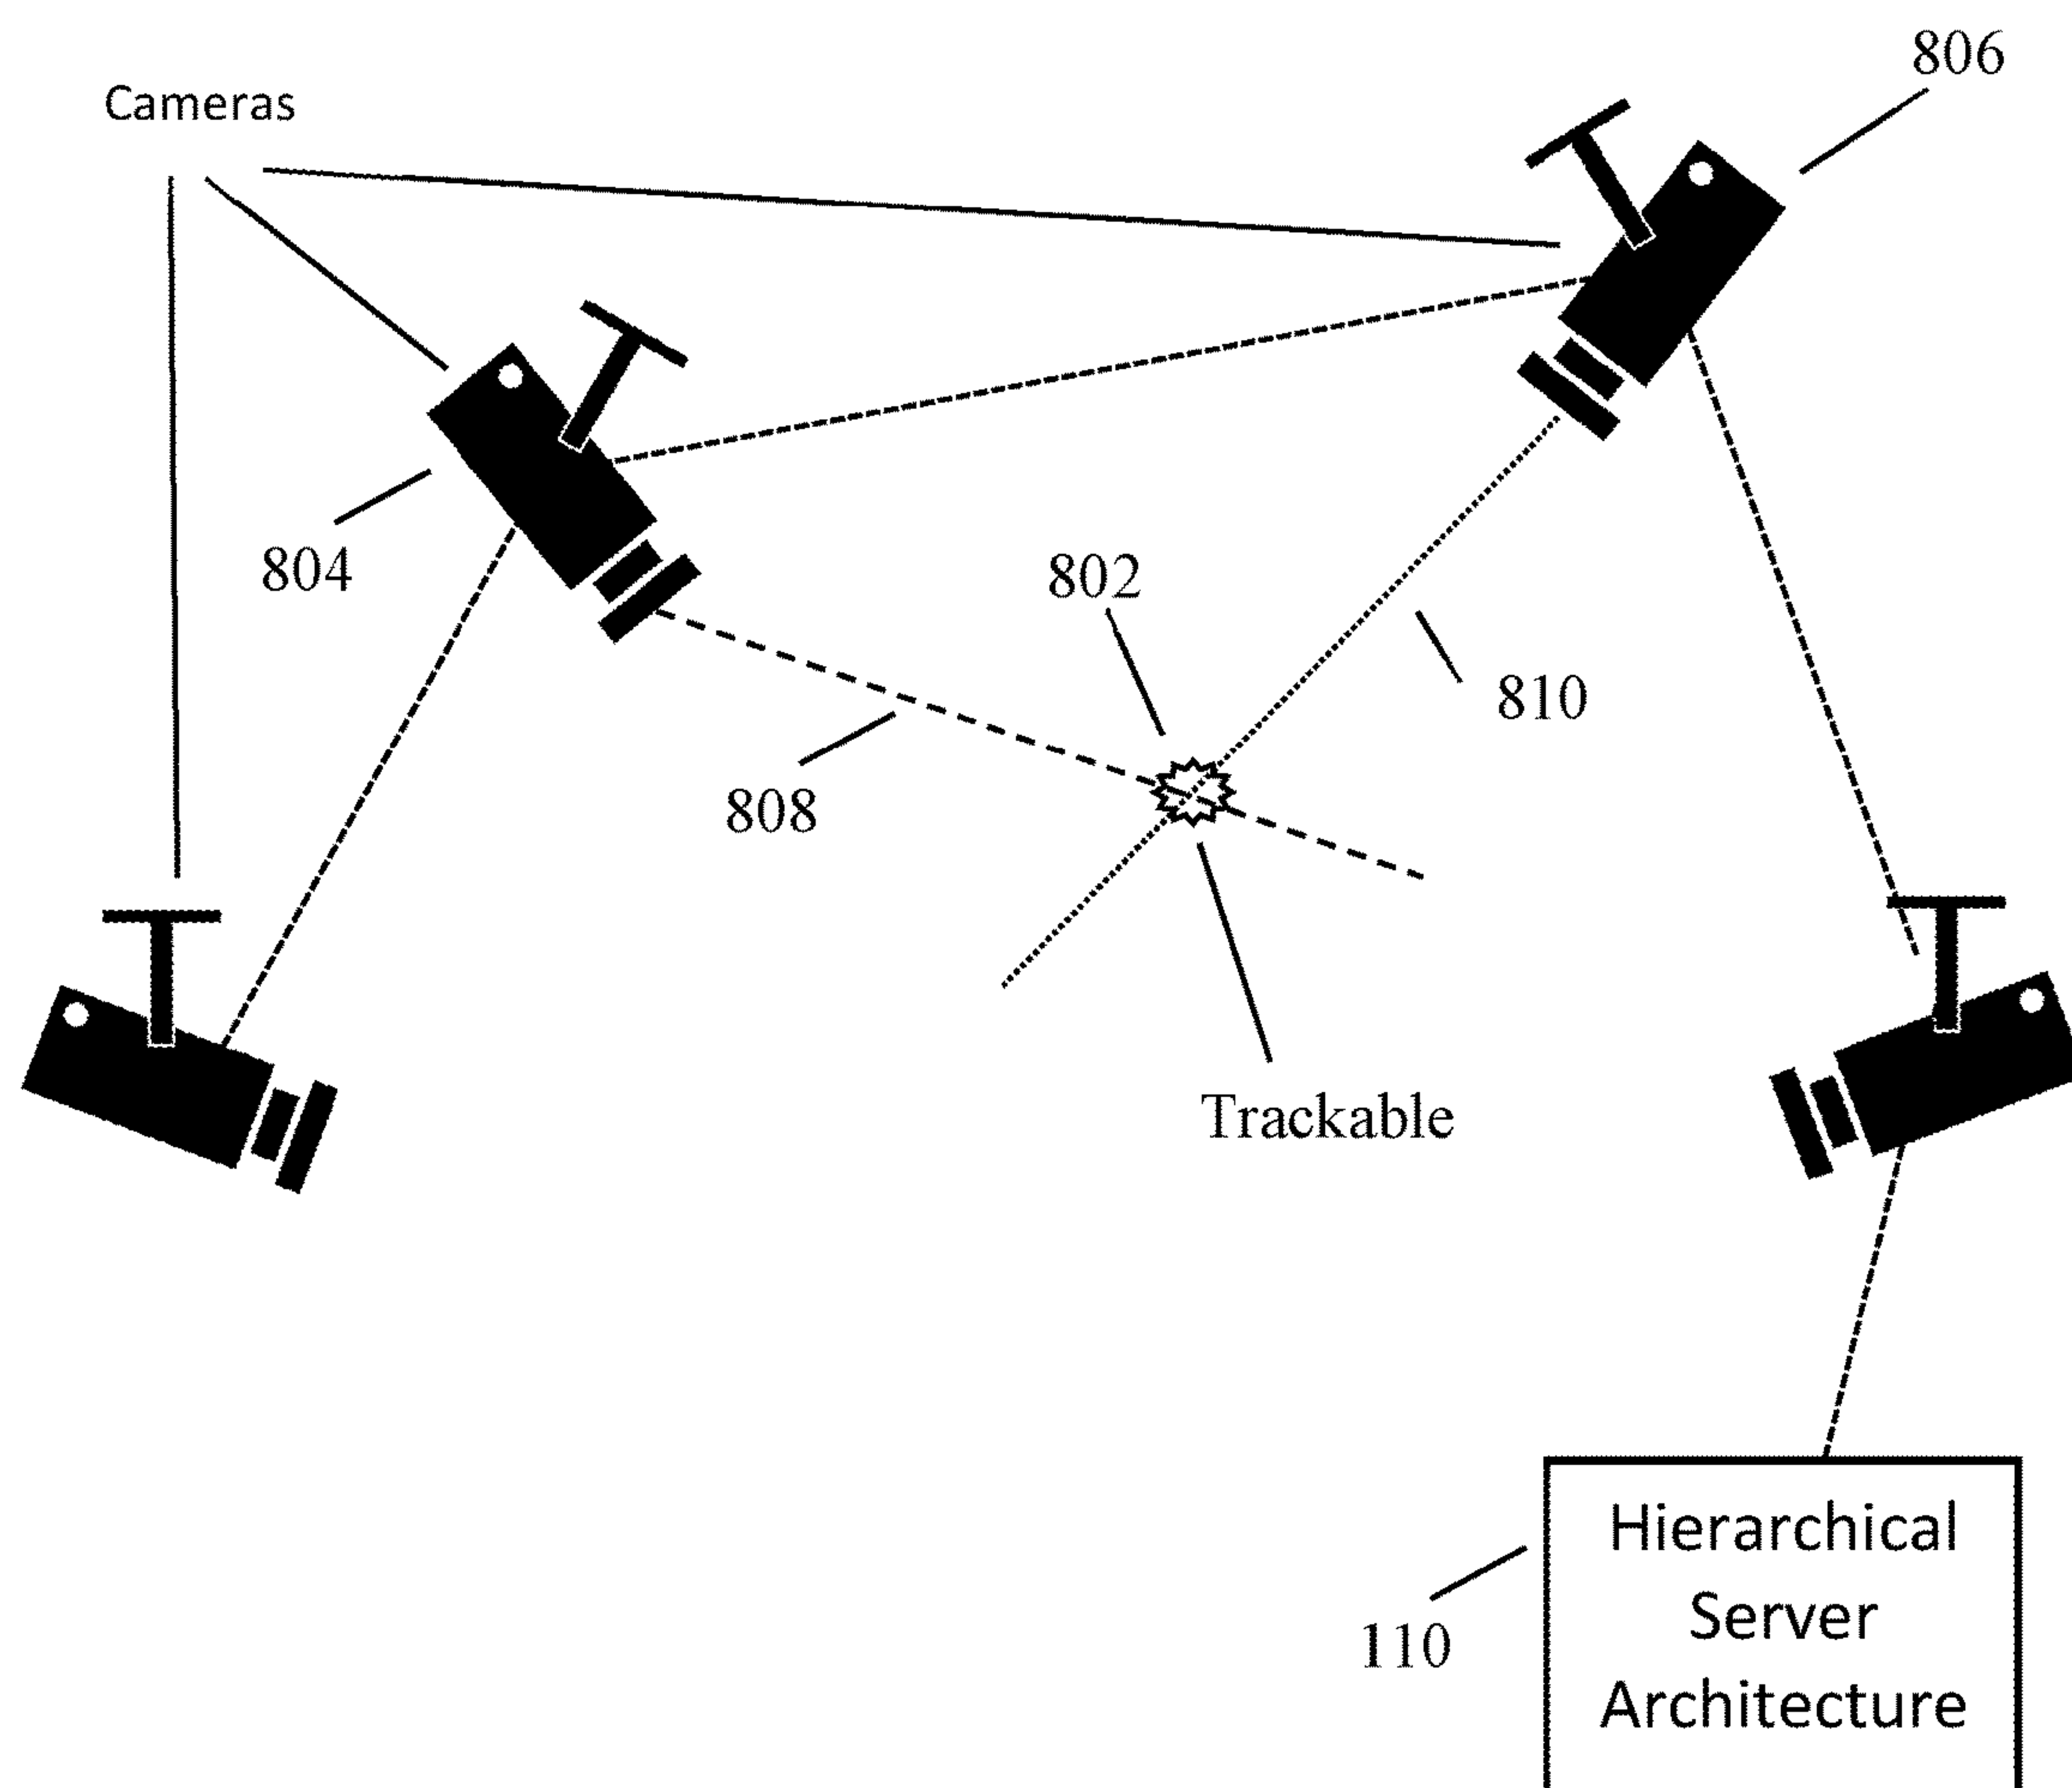 806
Cameras
804
802
810
808
Trackable
Hierarchical
Server
Architecture
110